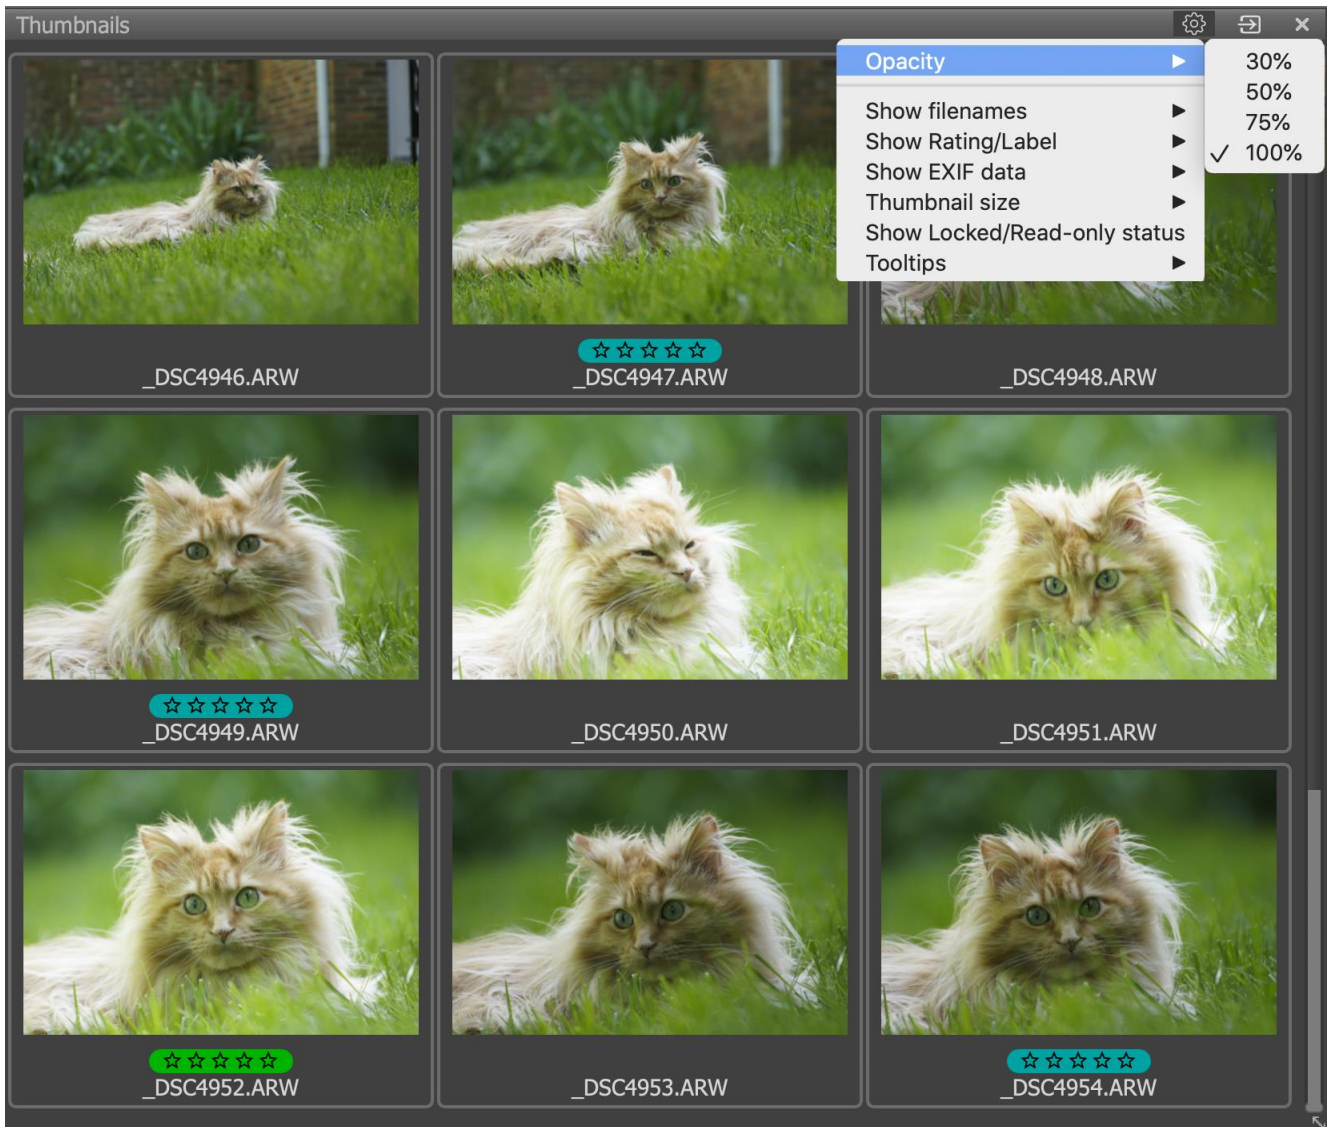 Thumbnails
Opacity
30%
50%
75%
✓ 100%
Show filenames
Show Rating/Label
Show EXIF data
Thumbnail size
Show Locked/Read-only status
Tooltips
_DSC4946.ARW
_DSC4947.ARW
_DSC4948.ARW
_DSC4949.ARW
_DSC4950.ARW
_DSC4951.ARW
_DSC4952.ARW
_DSC4953.ARW
_DSC4954.ARW